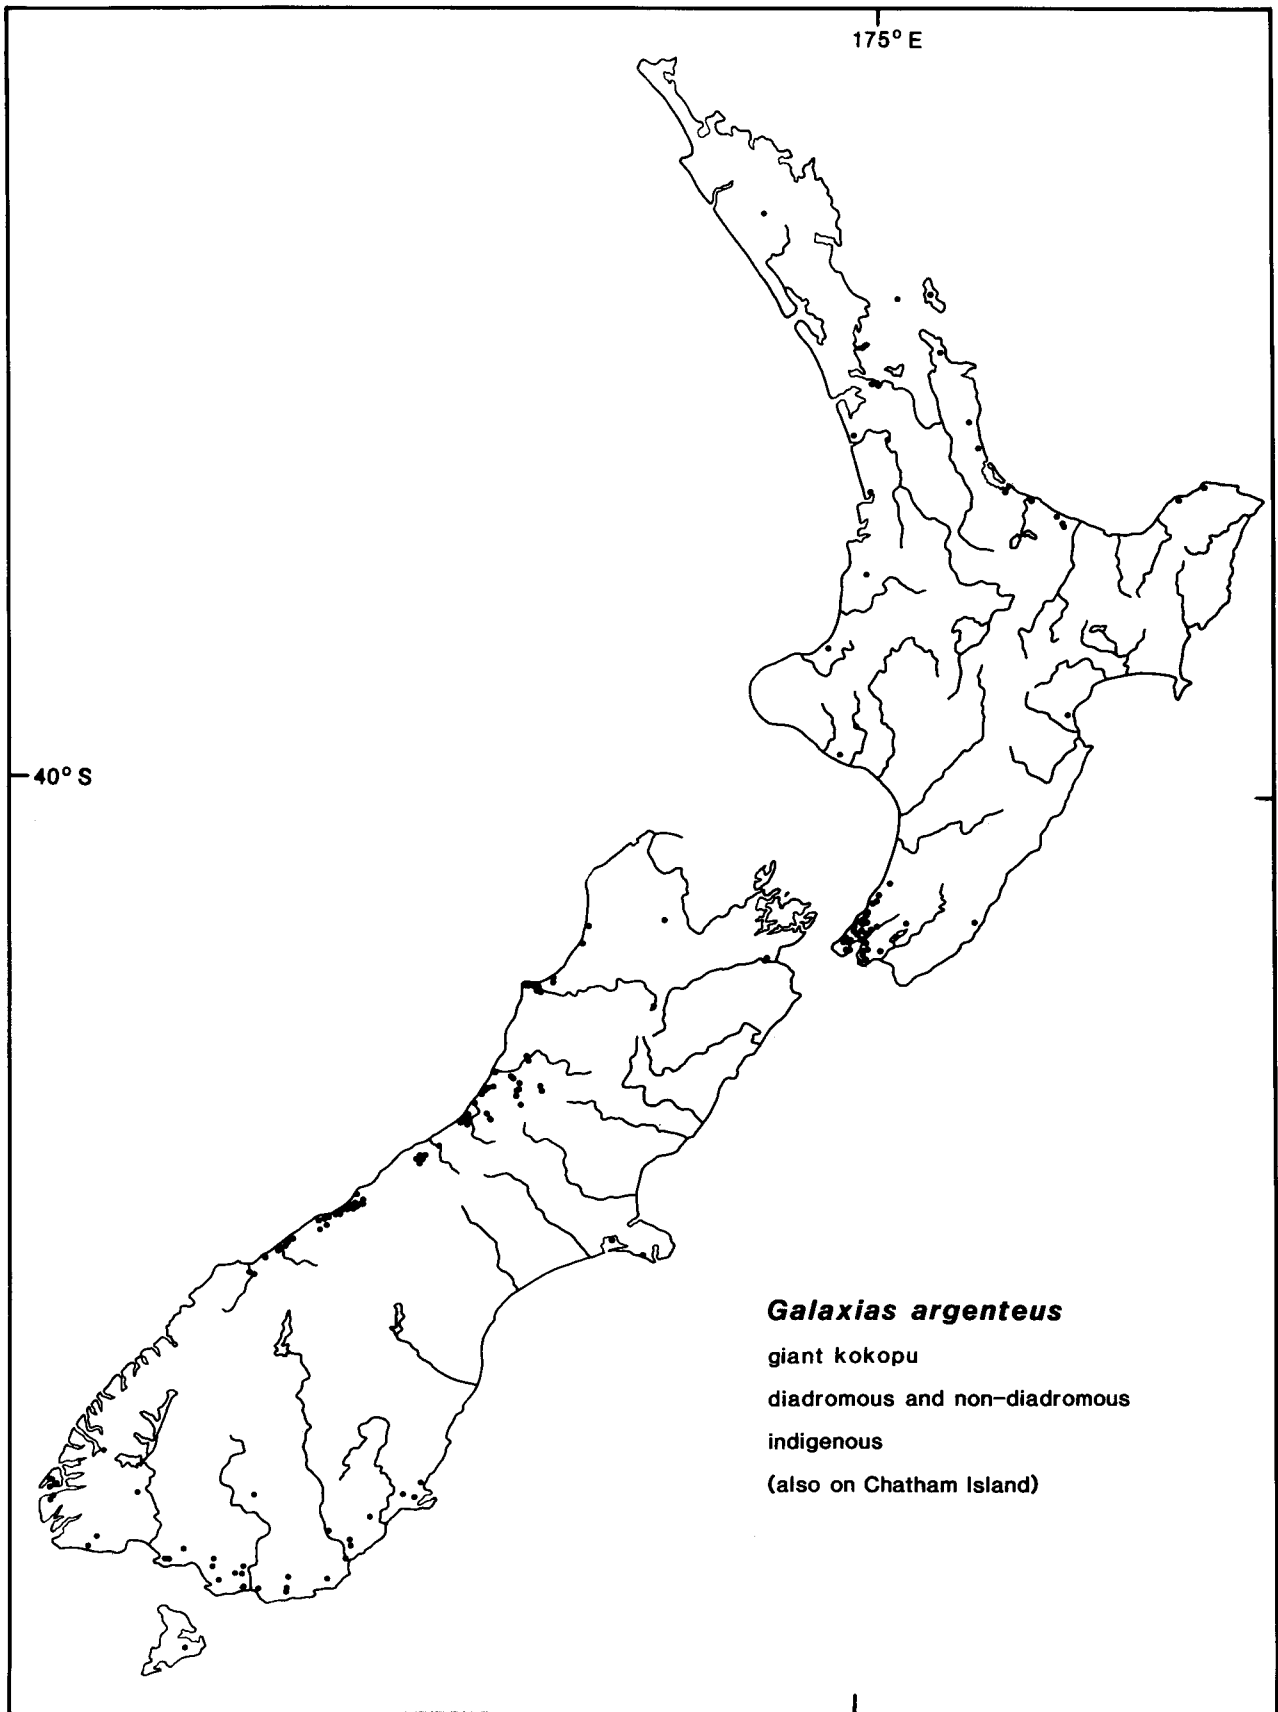 175° E
40° S
Galaxias argenteus
giant kokopu
diadromous and non-diadromous
indigenous
(also on Chatham Island)